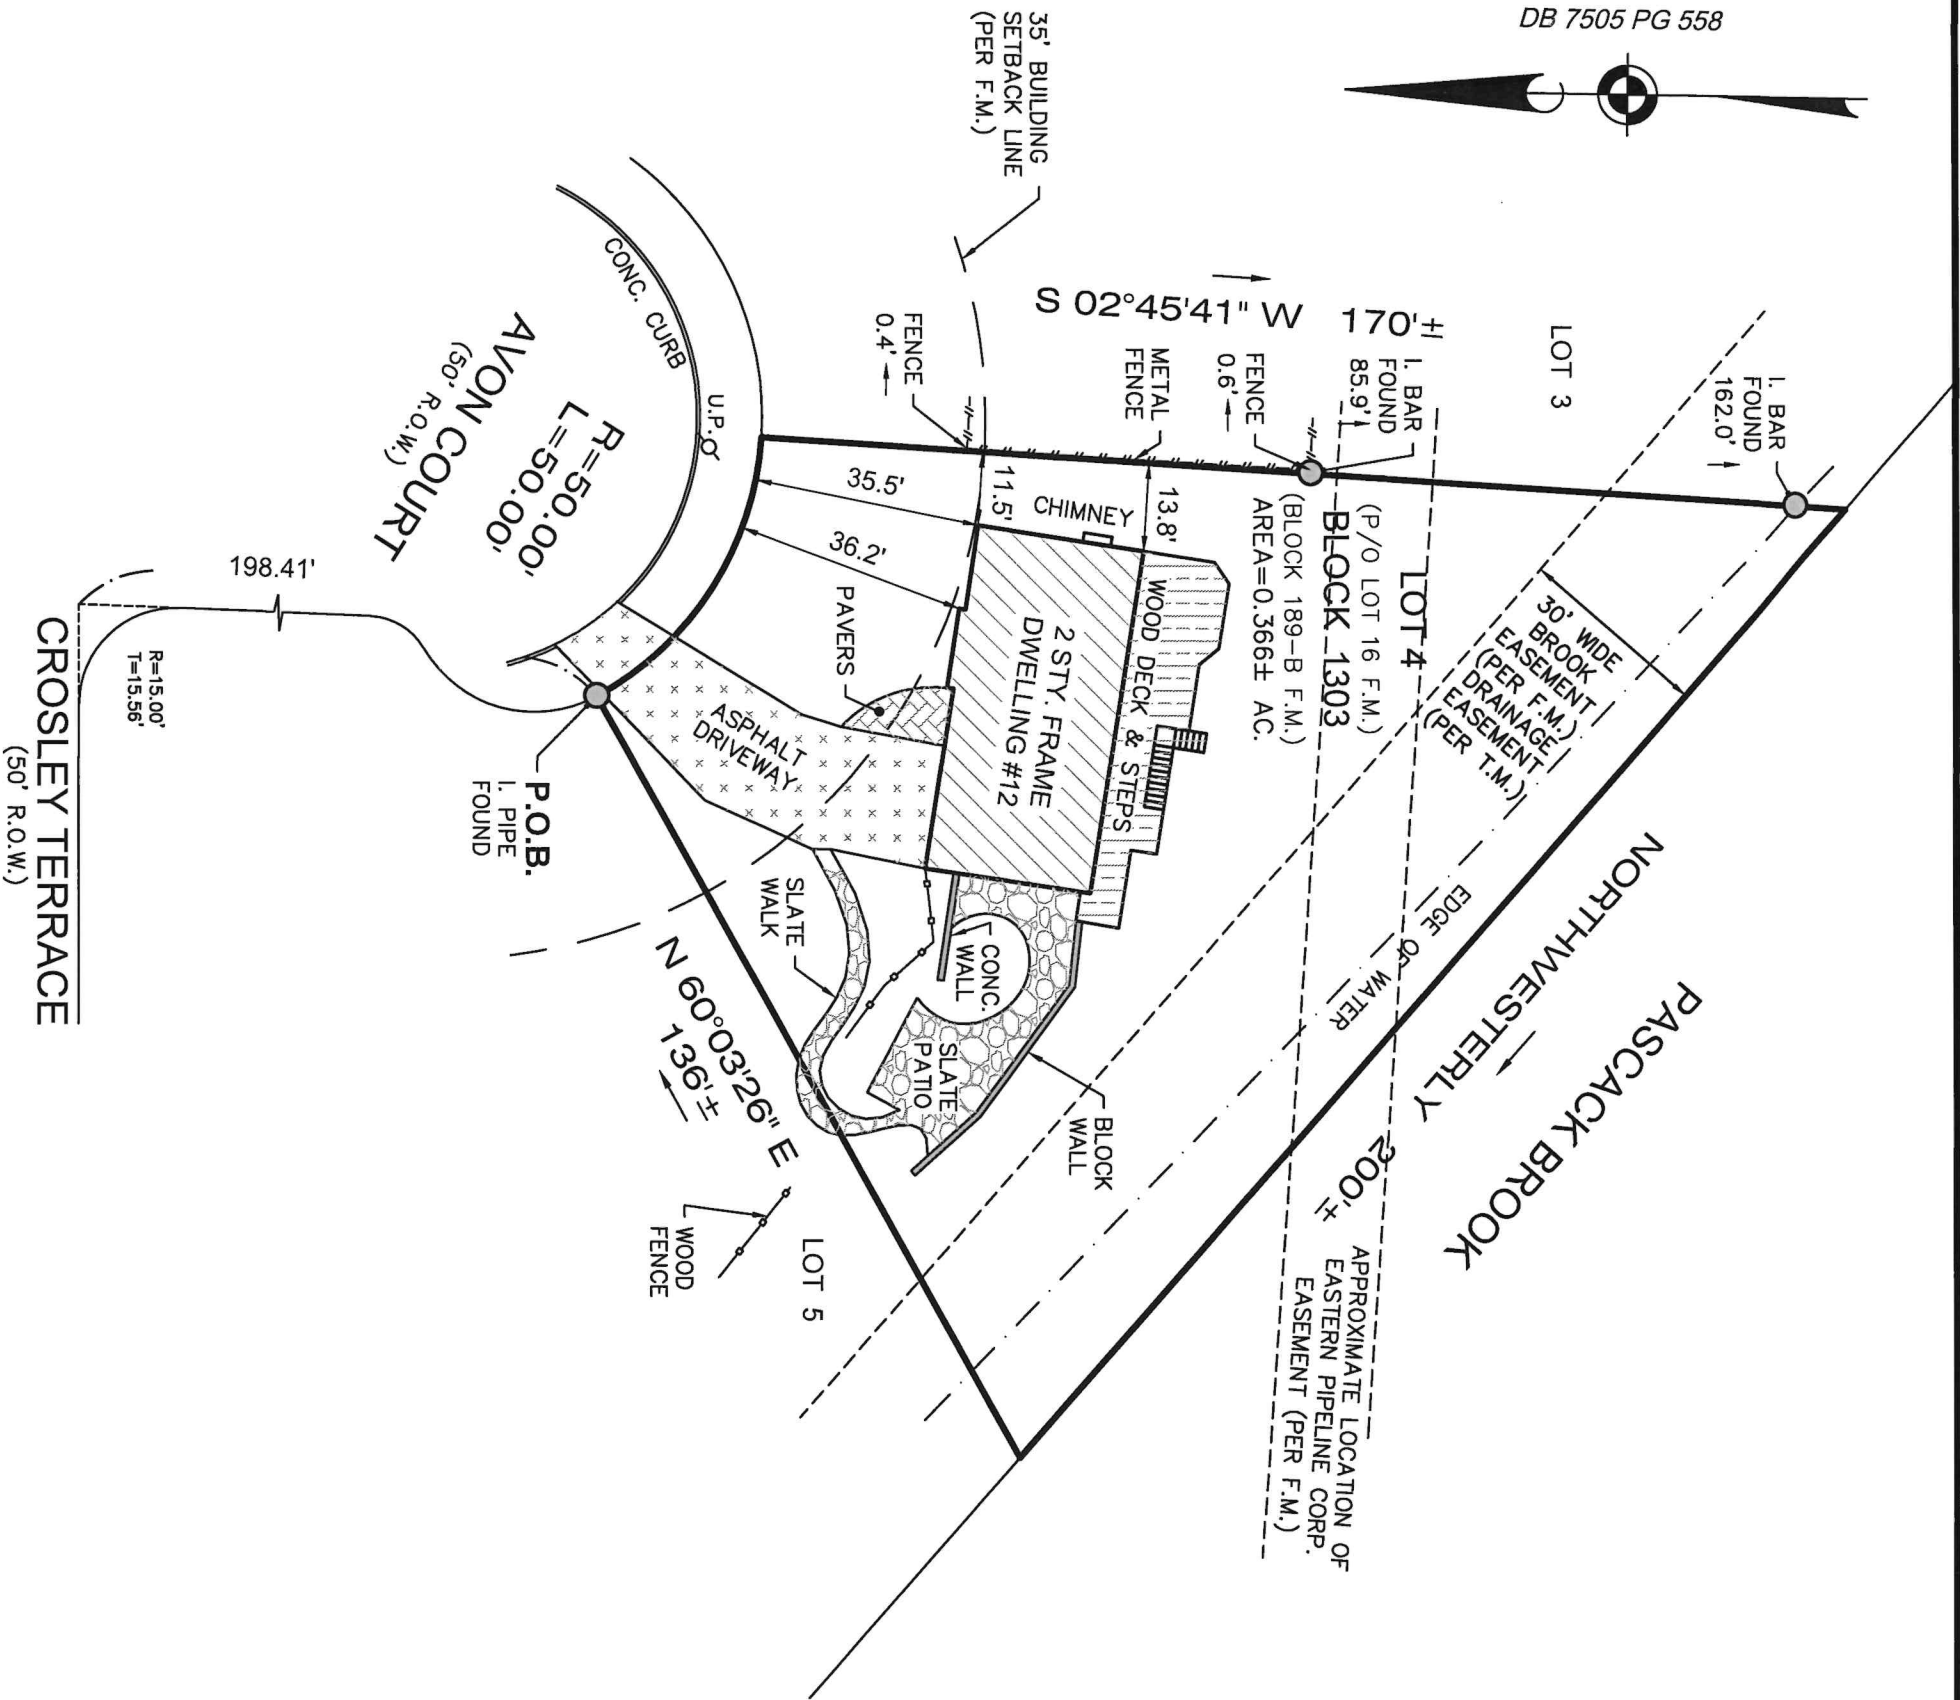 DB 7505 PG 558
35' BUILDING
SETBACK LINE
(PER F.M.)
S 02°45'41" W 170'±
LOT 3
I. BAR
FOUND
162.0'
I. BAR
FOUND
85.9'
FENCE
0.6'
METAL
FENCE
FENCE
0.4'
CONC. CURB
U.P.
AVON COURT
(50' R.O.W.)
R=50.00'
L=50.00'
35.5'
36.2'
11.5'
13.8'
CHIMNEY
LOT 4
(P/O LOT 16 F.M.)
BLOCK 1303
(BLOCK 189-B F.M.)
AREA=0.366± AC.
30' WIDE
BROOK
EASEMENT
(PER F.M.)
DRAINAGE
EASEMENT
(PER T.M.)
WOOD DECK & STEPS
2 STY. FRAME
DWELLING #12
PAVERS
ASPHALT
DRIVEWAY
P.O.B.
I. PIPE
FOUND
198.41'
R=15.00'
T=15.56'
CROSLEY TERRACE
(50' R.O.W.)
SLATE
WALK
CONC.
WALL
SLATE
PATIO
BLOCK
WALL
EDGE OF WATER
NORTHWESTERLY 200'±
PASCACK BROOK
N 60°03'26" E
136'±
WOOD
FENCE
LOT 5
APPROXIMATE LOCATION OF
EASTERN PIPELINE CORP.
EASEMENT (PER F.M.)